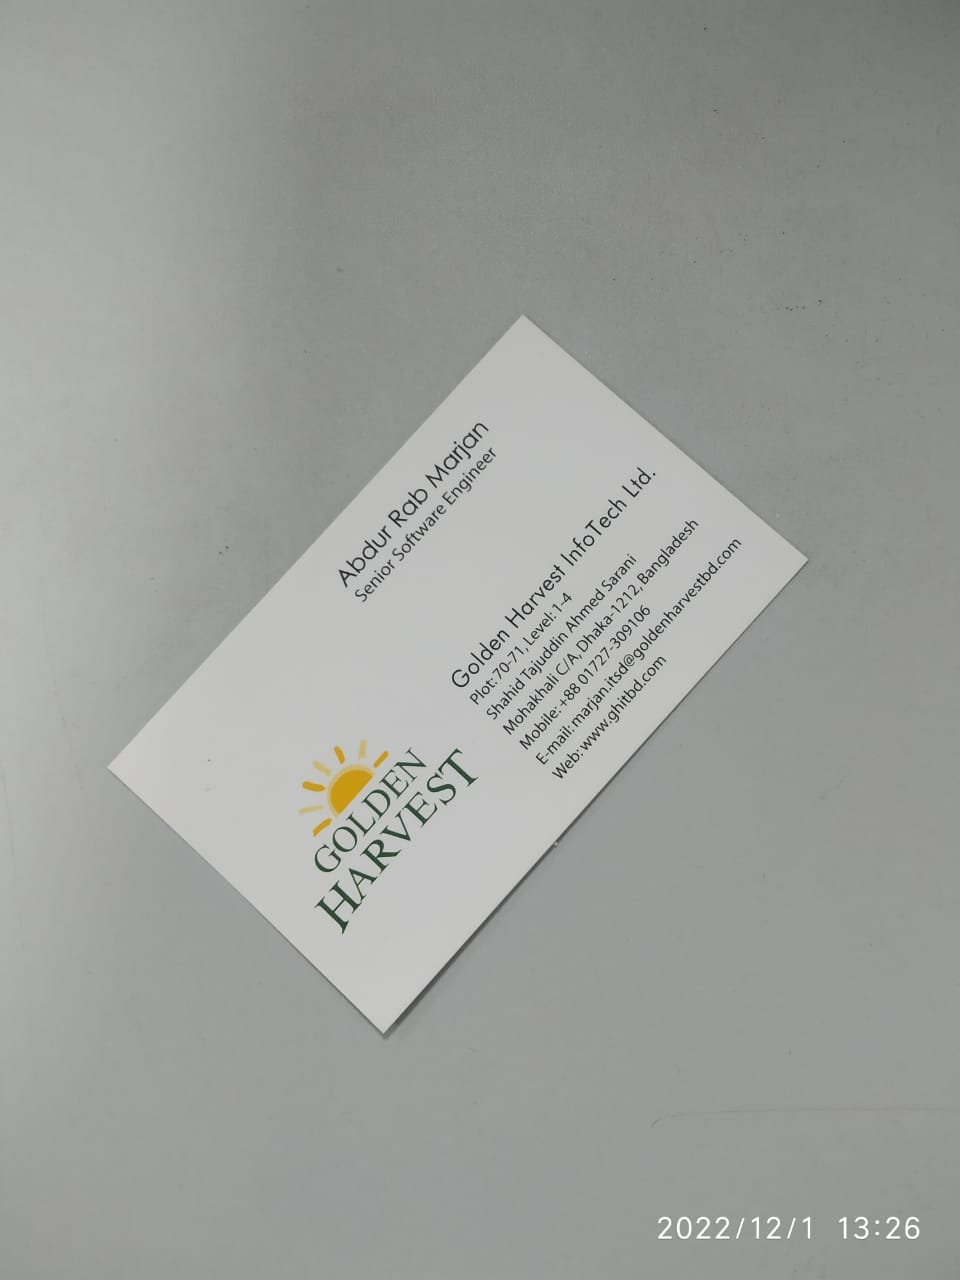 Abdur Rab Marjan
Senior Software Engineer
Golden Harvest InfoTech Ltd.
Plot: 70-71, Level: 1-4
Shahid Tajuddin Ahmed Sarani
Mohakhali C/A, Dhaka-1212, Bangladesh
Mobile: +88 01727-309106
E-mail: marjan.itsd@goldenharvestbd.com
Web: www.ghitbd.com
GOLDEN
HARVEST
2022/12/1 13:26